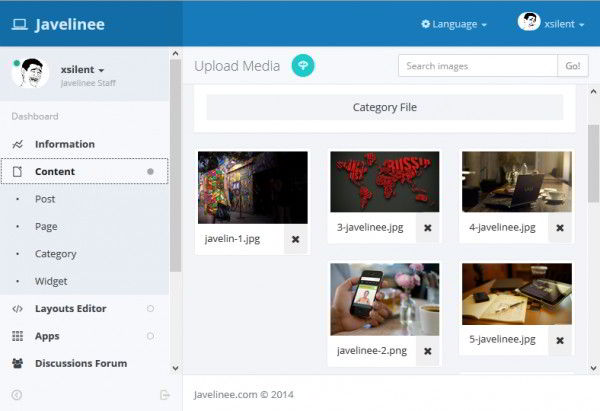 Javelinee
Language
xsilent
xsilent
Javelinee Staff
Dashboard
Information
Content
Post
Page
Category
Widget
Layouts Editor
Apps
Discussions Forum
Upload Media
Search images
Go!
Category File
RUSSIA
javelin-1.jpg
3-javelinee.jpg
4-javelinee.jpg
javelinee-2.png
5-javelinee.jpg
Javelinee.com © 2014